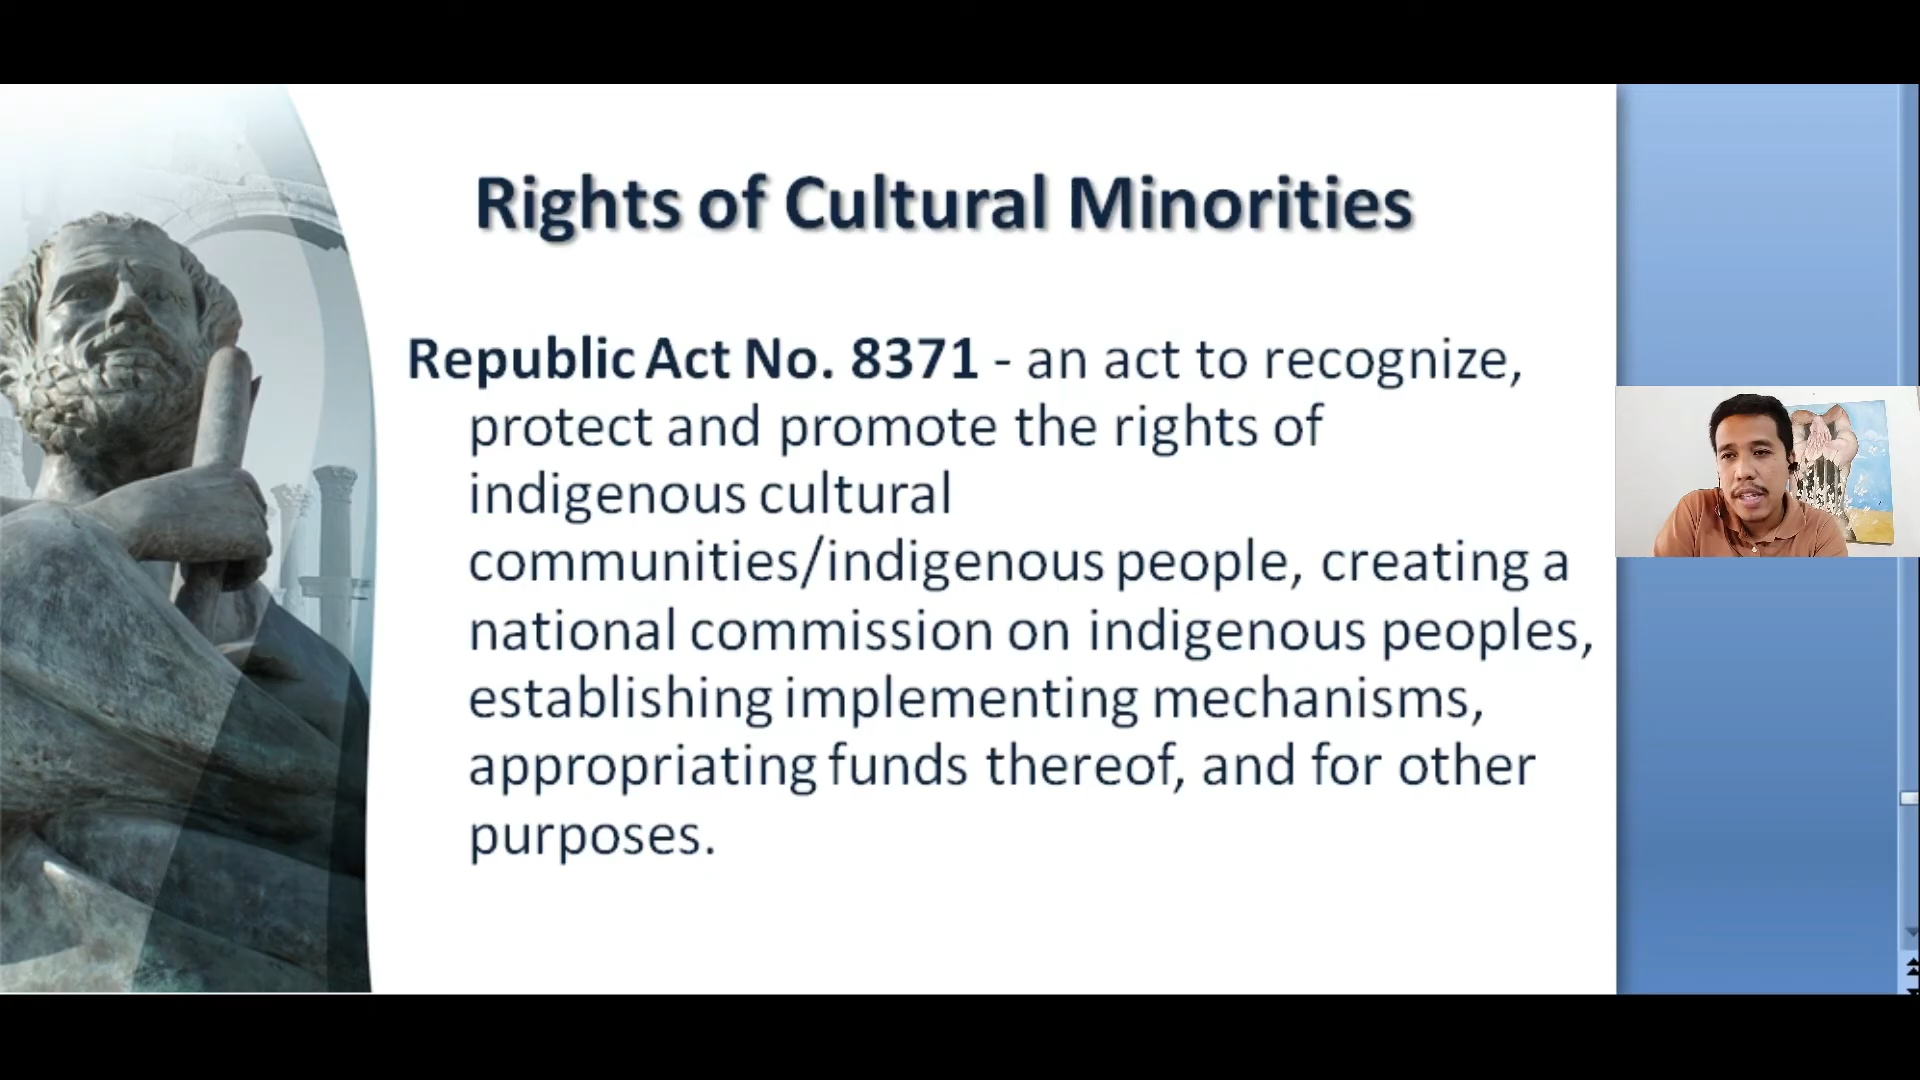 Rights of Cultural Minorities
Republic Act No. 8371 - an act to recognize,
protect and promote the rights of
indigenous cultural
communities/indigenous people, creating a
national commission on indigenous peoples,
establishing implementing mechanisms,
appropriating funds thereof, and for other
purposes.